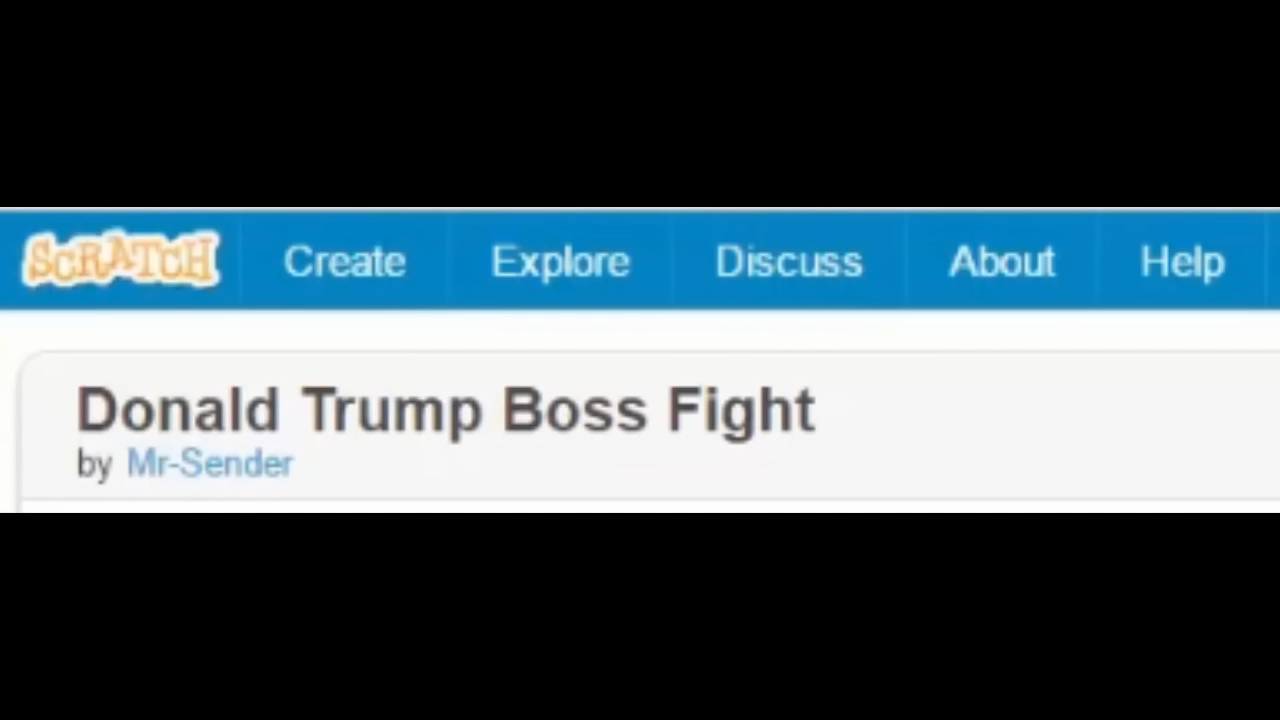 SCRATCH Create Explore Discuss About Help
Donald Trump Boss Fight
by Mr-Sender